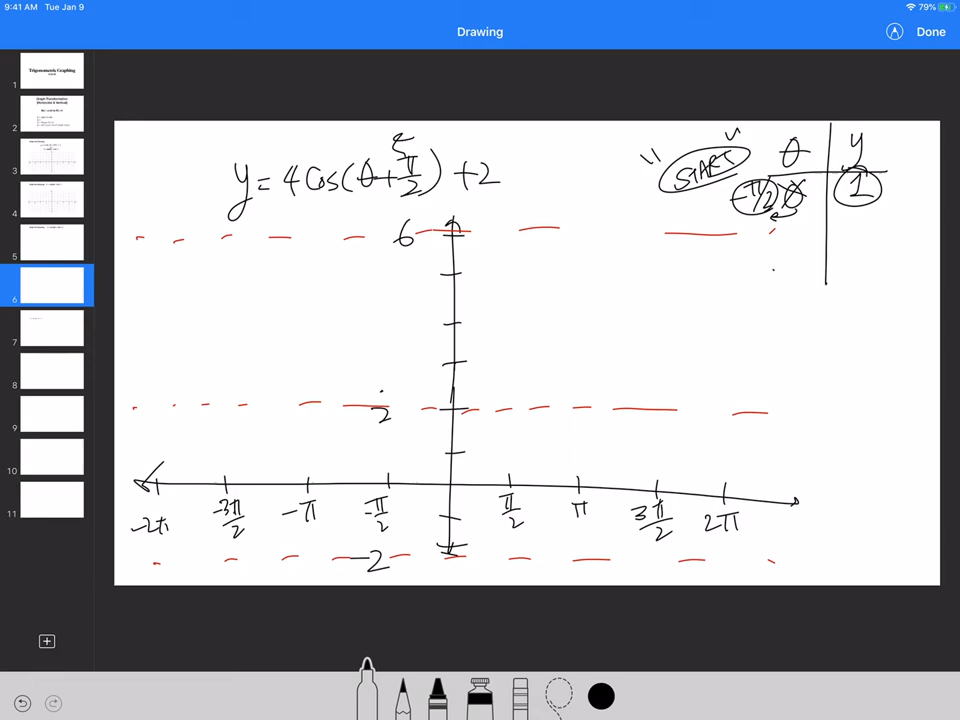 9:41 AM Tue Jan 9
79%
Drawing
Done
1
Trigonometric Graphing
2
3
4
5
6
7
8
9
10
11
y = 4 cos(θ + π/2) + 2
"START"
θ y
-π/2 0 1
6
2
-2π -3π/2 -π -π/2 π/2 π 3π/2 2π
-2